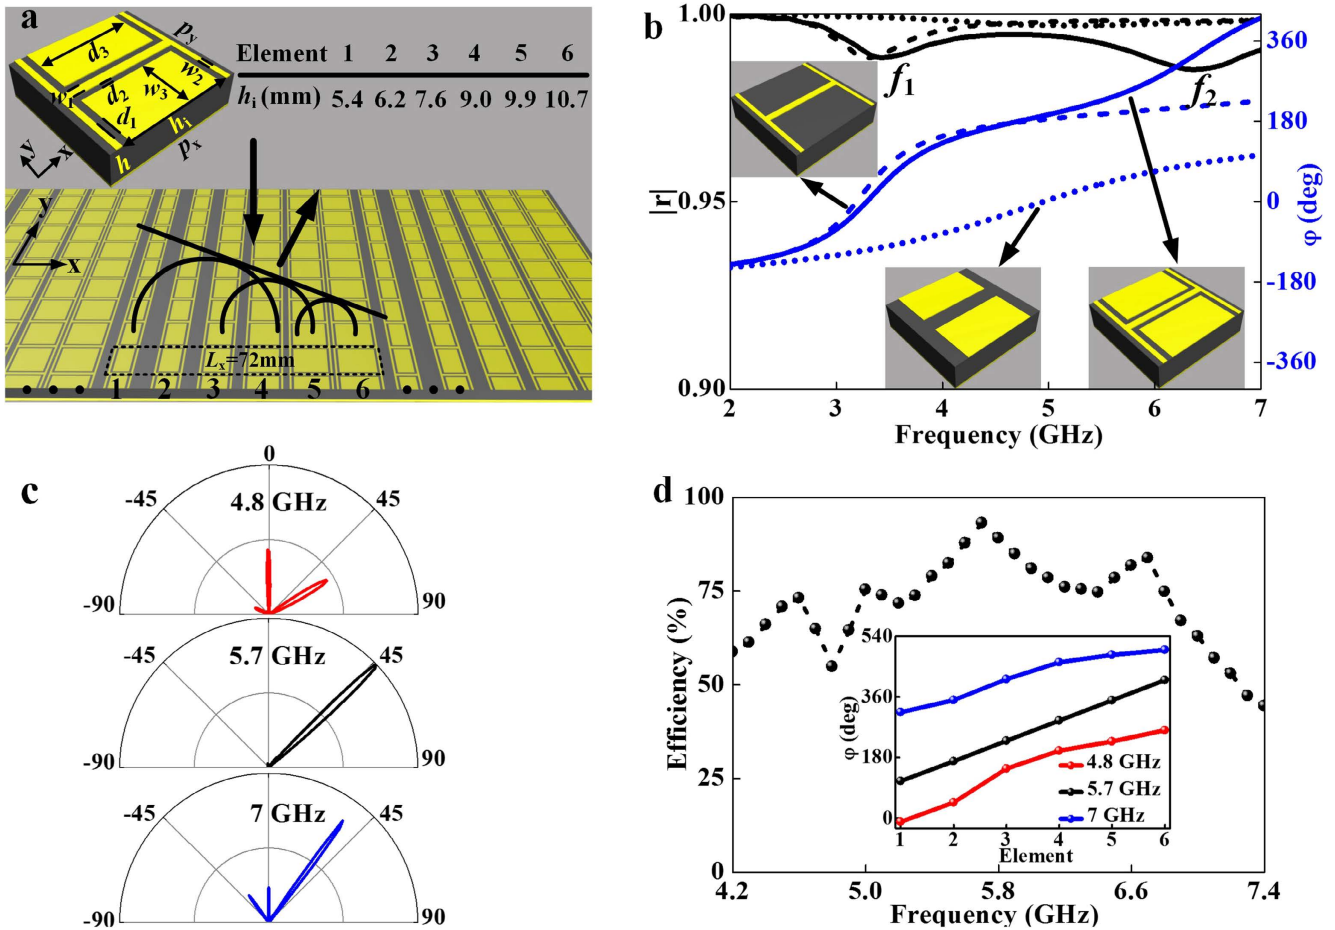 a
Element 1 2 3 4 5 6
hᵢ (mm) 5.4 6.2 7.6 9.0 9.9 10.7
d₃
p_y
w₂
w₁
d₂
w₃
d₁
hᵢ
h
pₓ
y
x
y
x
Lₓ=72mm
1 2 3 4 5 6
b
1.00
0.95
0.90
|r|
f₁
f₂
360
180
0
-180
-360
φ (deg)
2 3 4 5 6 7
Frequency (GHz)
c
0
-45 45
4.8 GHz
-90 90
-45 45
5.7 GHz
-90 90
-45 45
7 GHz
-90 90
d
100
75
50
25
0
Efficiency (%)
4.2 5.0 5.8 6.6 7.4
Frequency (GHz)
540
360
180
0
φ (deg)
4.8 GHz
5.7 GHz
7 GHz
1 2 3 4 5 6
Element